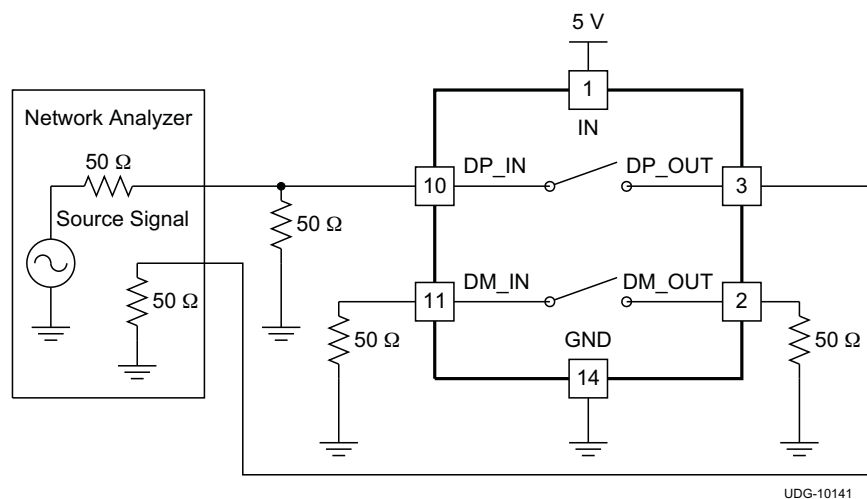 5 V
1
IN
Network Analyzer
50 Ω
Source Signal
50 Ω
50 Ω
10
DP_IN
DP_OUT
3
11
DM_IN
DM_OUT
2
50 Ω
50 Ω
GND
14
UDG-10141